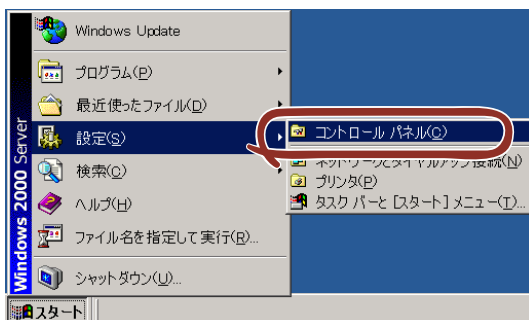 Windows Update
プログラム(P)
最近使ったファイル(D)
設定(S)
検索(C)
ヘルプ(H)
ファイル名を指定して実行(R)...
シャットダウン(U)...
Windows 2000 Server
コントロール パネル(C)
ネットワークとダイヤルアップ接続(N)
プリンタ(P)
タスク バーと [スタート] メニュー(T)...
スタート